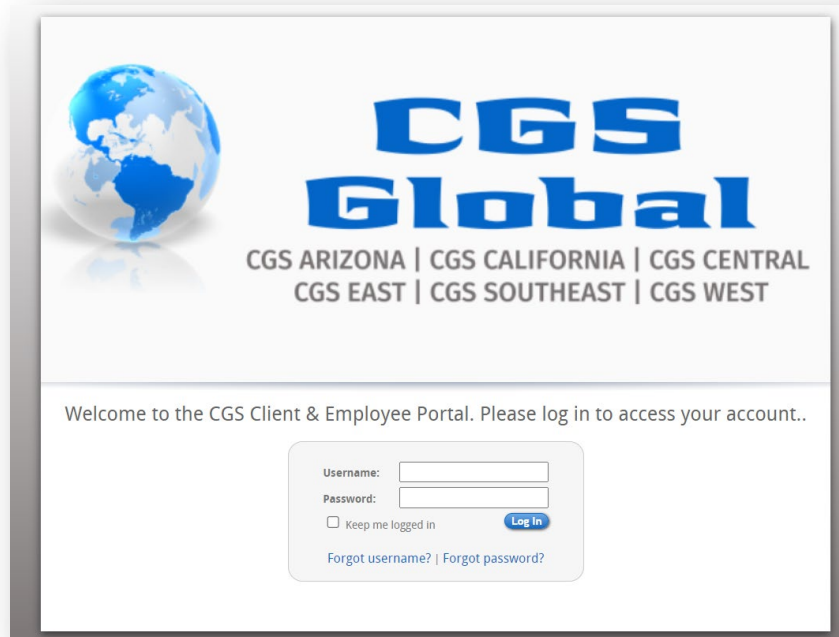 CGS
Global
CGS ARIZONA | CGS CALIFORNIA | CGS CENTRAL
CGS EAST | CGS SOUTHEAST | CGS WEST
Welcome to the CGS Client & Employee Portal. Please log in to access your account..
Username:
Password:
Keep me logged in Log In
Forgot username? | Forgot password?